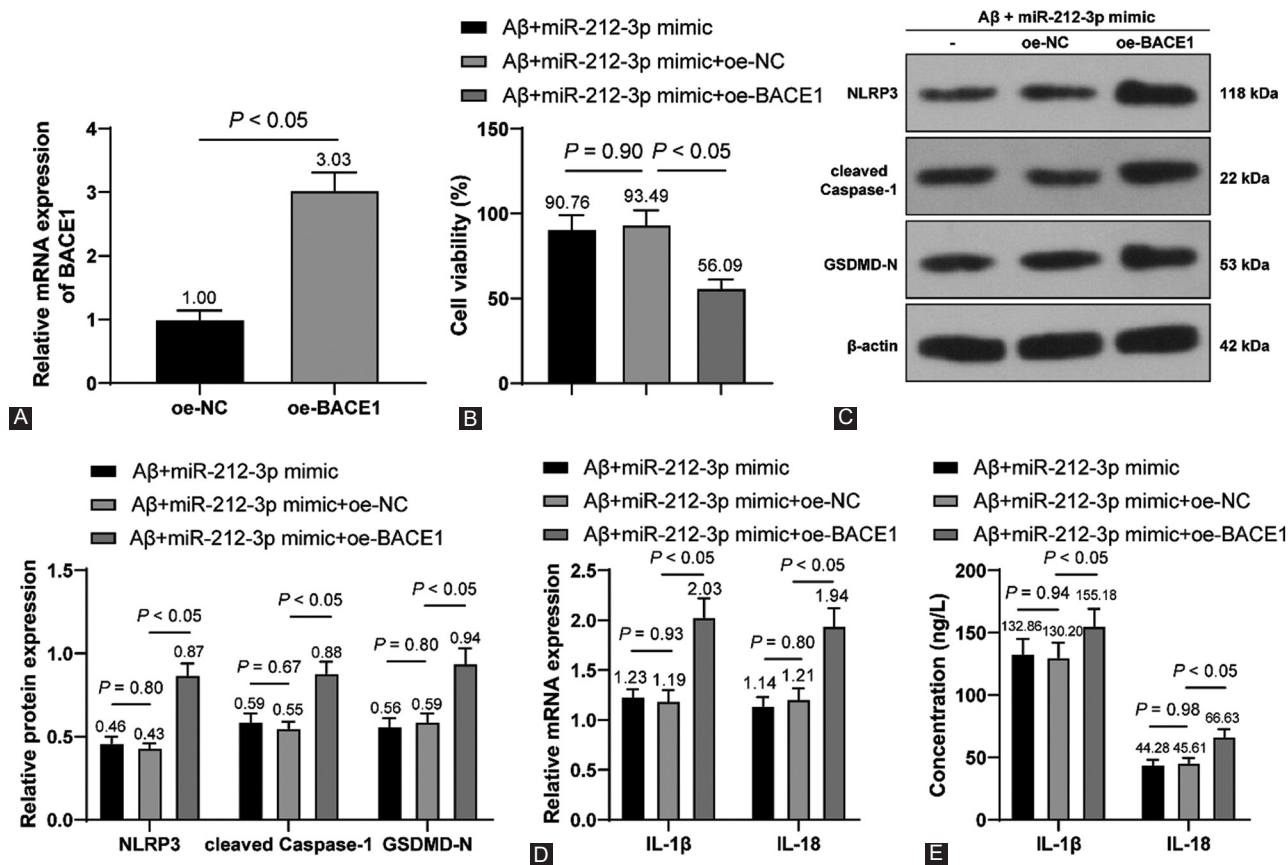 Relative mRNA expression
of BACE1
4
3
2
1
0
P < 0.05
3.03
1.00
oe-NC
oe-BACE1
A
B
Aβ+miR-212-3p mimic
Aβ+miR-212-3p mimic+oe-NC
Aβ+miR-212-3p mimic+oe-BACE1
Cell viability (%)
150
100
50
0
P = 0.90
P < 0.05
90.76
93.49
56.09
C
Aβ + miR-212-3p mimic
-
oe-NC
oe-BACE1
NLRP3
118 kDa
cleaved
Caspase-1
22 kDa
GSDMD-N
53 kDa
β-actin
42 kDa
Aβ+miR-212-3p mimic
Aβ+miR-212-3p mimic+oe-NC
Aβ+miR-212-3p mimic+oe-BACE1
Relative protein expression
1.5
1.0
0.5
0.0
P < 0.05
P = 0.80
0.46
0.43
0.87
P < 0.05
P = 0.67
0.59
0.55
0.88
P < 0.05
P = 0.80
0.56
0.59
0.94
NLRP3
cleaved Caspase-1
GSDMD-N
D
Aβ+miR-212-3p mimic
Aβ+miR-212-3p mimic+oe-NC
Aβ+miR-212-3p mimic+oe-BACE1
Relative mRNA expression
2.5
2.0
1.5
1.0
0.5
0.0
P < 0.05
P = 0.93
1.23
1.19
2.03
P < 0.05
P = 0.80
1.14
1.21
1.94
IL-1β
IL-18
E
Aβ+miR-212-3p mimic
Aβ+miR-212-3p mimic+oe-NC
Aβ+miR-212-3p mimic+oe-BACE1
Concentration (ng/L)
200
150
100
50
0
P < 0.05
P = 0.94
132.86
130.20
155.18
P < 0.05
P = 0.98
44.28
45.61
66.63
IL-1β
IL-18